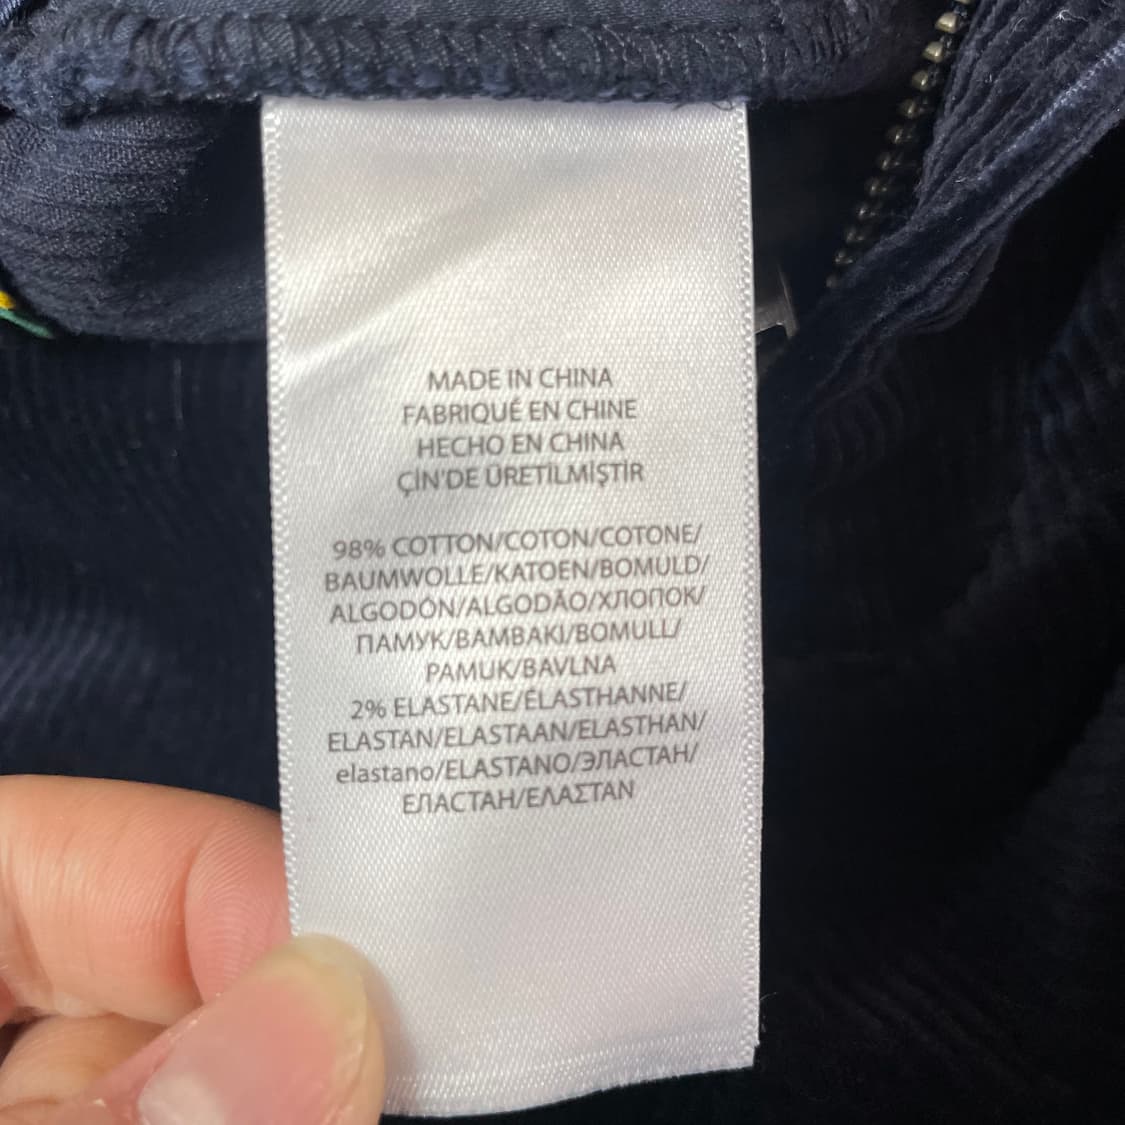 MADE IN CHINA
FABRIQUÉ EN CHINE
HECHO EN CHINA
ÇİN'DE ÜRETİLMİŞTİR
98% COTTON/COTON/COTONE/
BAUMWOLLE/KATOEN/BOMULD/
ALGODÓN/ALGODÃO/ХЛОПОК/
ПАМУК/ΒΑΜΒΑΚΙ/BOMULL/
PAMUK/BAVLNA
2% ELASTANE/ÉLASTHANNE/
ELASTAN/ELASTAAN/ELASTHAN/
elastano/ELASTANO/ЭЛАСТАН/
ЕЛАСТАН/ΕΛΑΣΤΑΝ